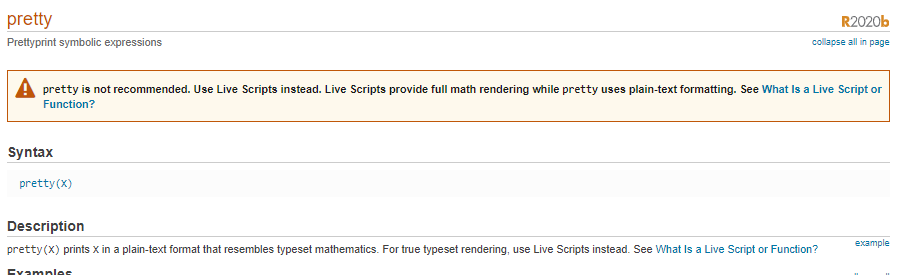 pretty
R2020b
Prettyprint symbolic expressions
collapse all in page
pretty is not recommended. Use Live Scripts instead. Live Scripts provide full math rendering while pretty uses plain-text formatting. See What Is a Live Script or
Function?
Syntax
pretty(X)
Description
pretty(X) prints X in a plain-text format that resembles typeset mathematics. For true typeset rendering, use Live Scripts instead. See What Is a Live Script or Function?
example
Examples